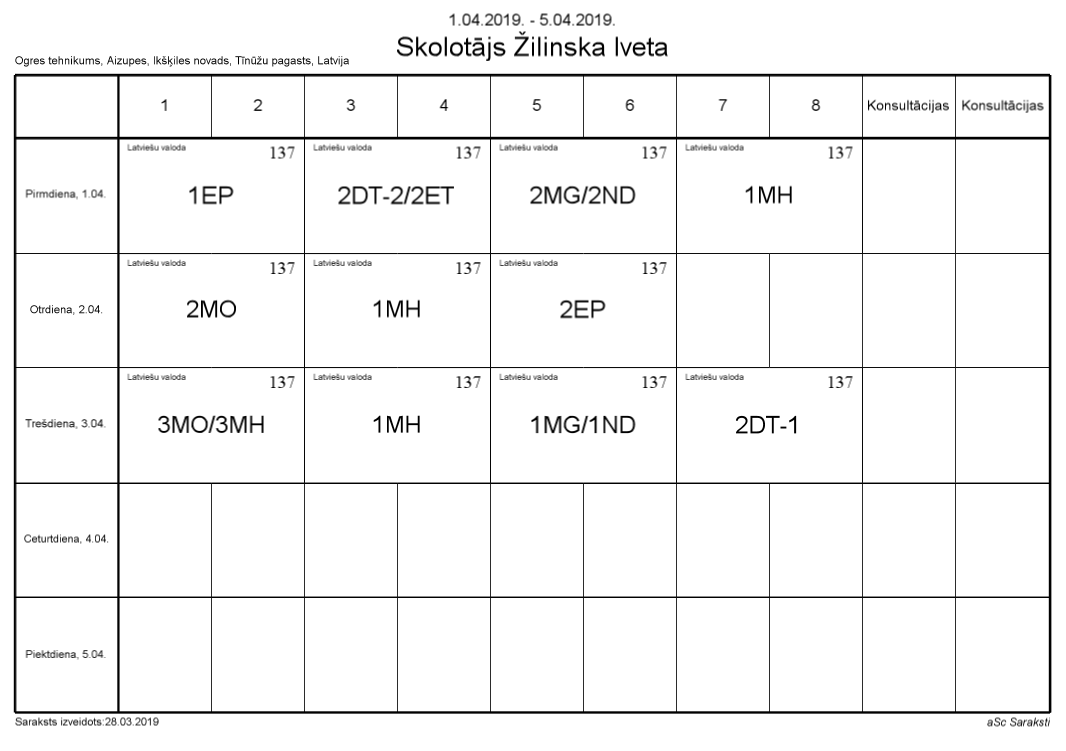 1.04.2019. - 5.04.2019.
Skolotājs Žilinska Iveta
Ogres tehnikums, Aizupes, Ikšķiles novads, Tīnūžu pagasts, Latvija
1 2 3 4 5 6 7 8 Konsultācijas Konsultācijas
Latviešu valoda 137 Latviešu valoda 137 Latviešu valoda 137 Latviešu valoda 137
Pirmdiena, 1.04. 1EP 2DT-2/2ET 2MG/2ND 1MH
Latviešu valoda 137 Latviešu valoda 137 Latviešu valoda 137
Otrdiena, 2.04. 2MO 1MH 2EP
Latviešu valoda 137 Latviešu valoda 137 Latviešu valoda 137 Latviešu valoda 137
Trešdiena, 3.04. 3MO/3MH 1MH 1MG/1ND 2DT-1
Ceturtdiena, 4.04.
Piektdiena, 5.04.
Saraksts izveidots:28.03.2019 aSc Saraksti